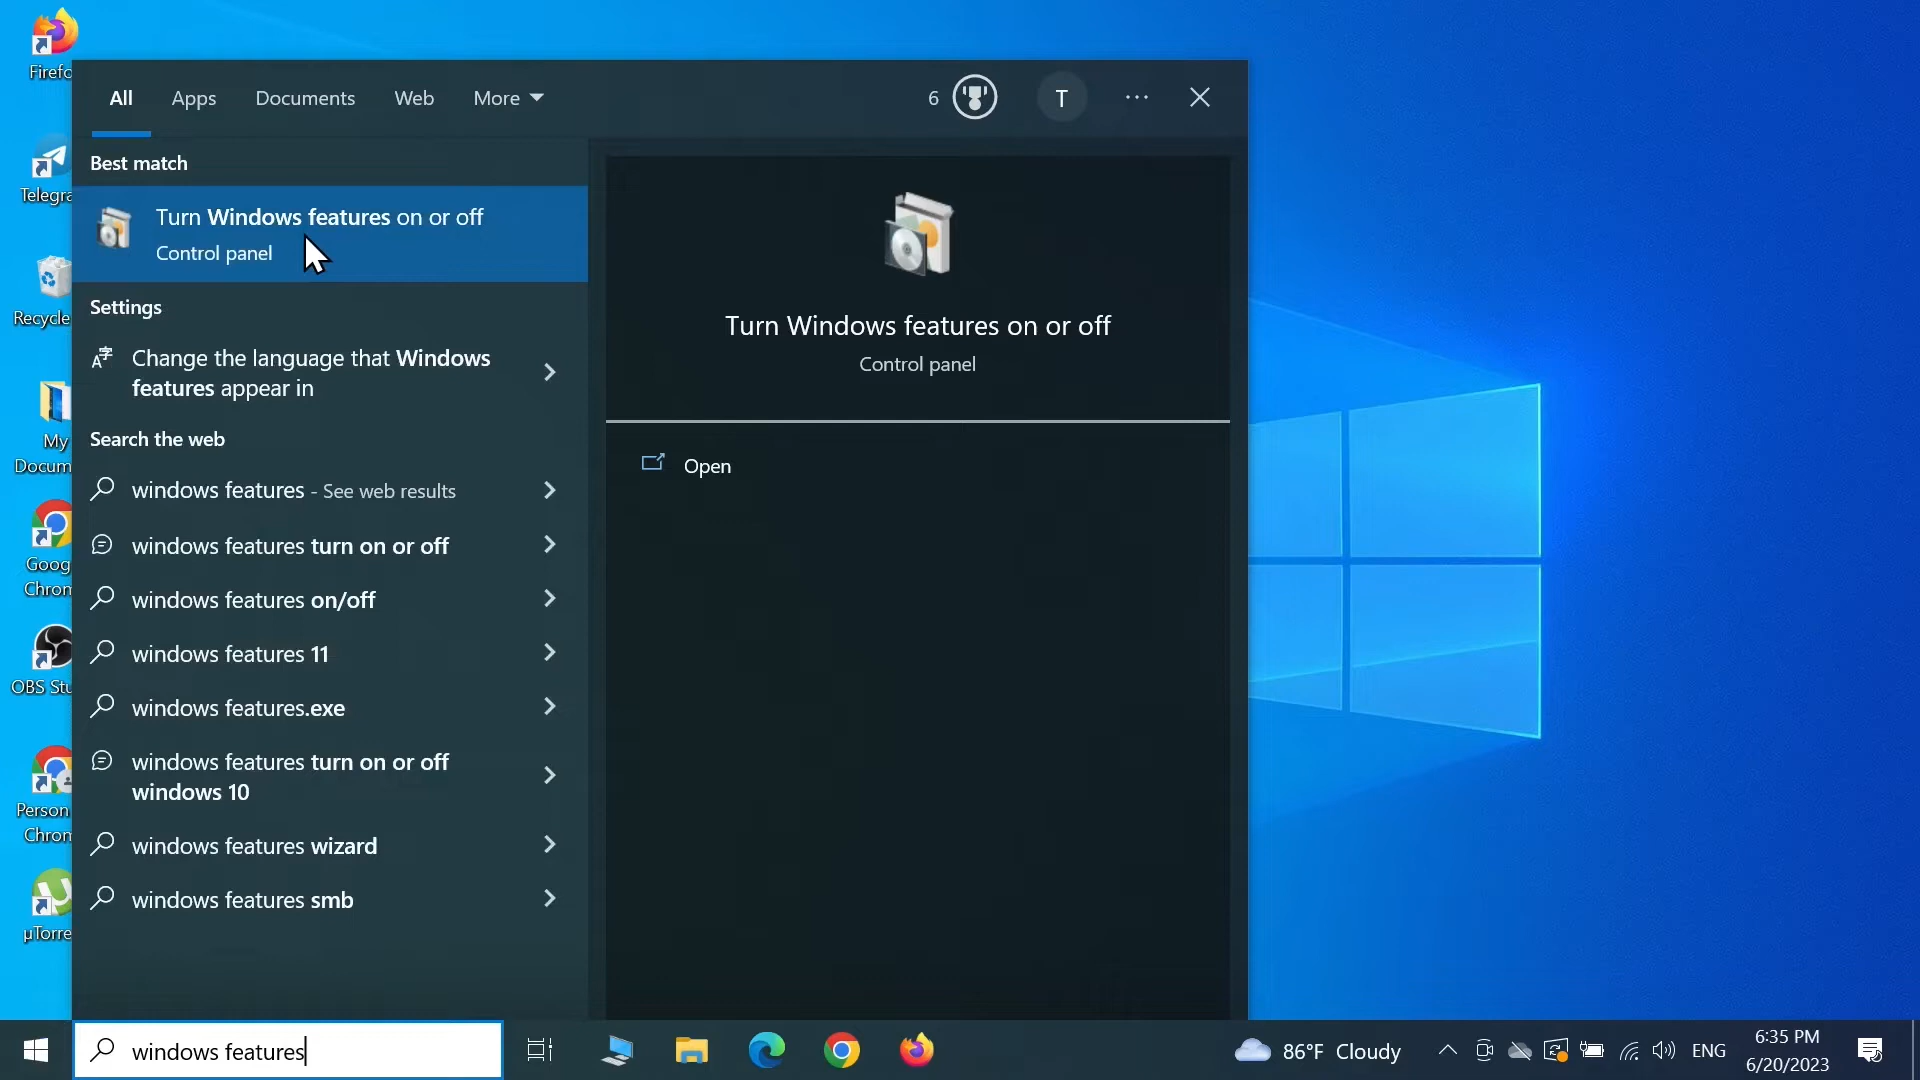 Firefo
Telegra
Recycle
My
Docum
Goog
Chrom
OBS Stu
Person
Chrom
µTorre
All
Apps
Documents
Web
More
6
T
Best match
Turn Windows features on or off
Control panel
Settings
Change the language that Windows
features appear in
Search the web
windows features - See web results
windows features turn on or off
windows features on/off
windows features 11
windows features.exe
windows features turn on or off
windows 10
windows features wizard
windows features smb
Turn Windows features on or off
Control panel
Open
windows features
86°F Cloudy
ENG
6:35 PM
6/20/2023